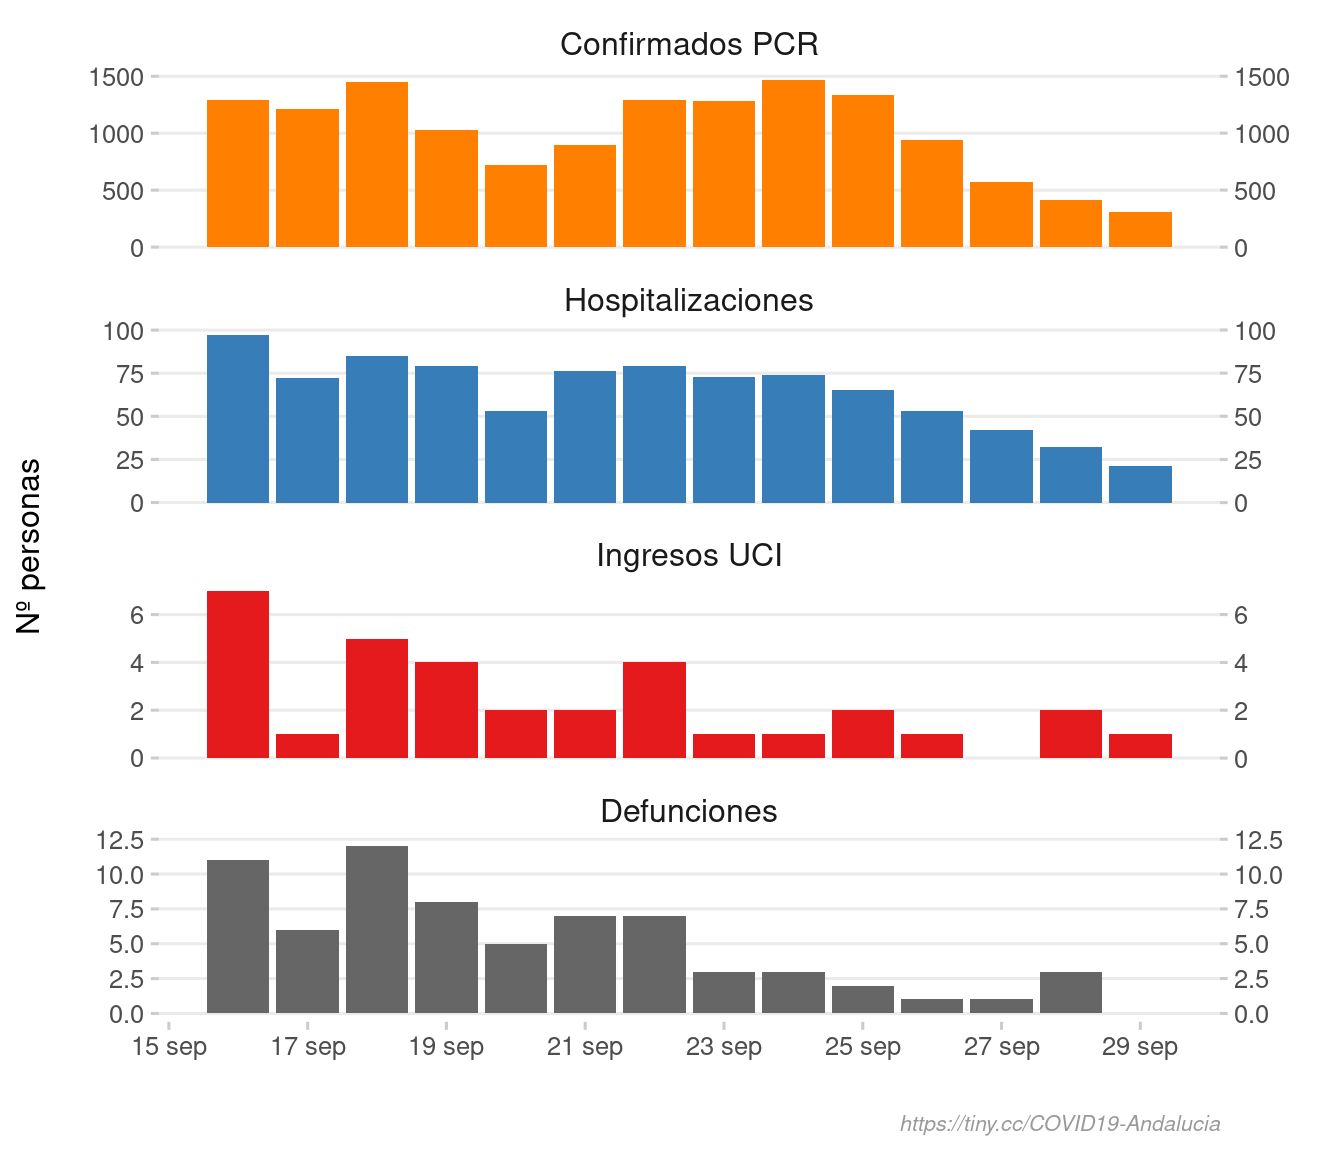 Confirmados PCR
1500 1500
1000 1000
500 500
0 0
Hospitalizaciones
100 100
75 75
50 50
25 25
0 0
Nº personas
Ingresos UCI
6 6
4 4
2 2
0 0
Defunciones
12.5 12.5
10.0 10.0
7.5 7.5
5.0 5.0
2.5 2.5
0.0 0.0
15 sep 17 sep 19 sep 21 sep 23 sep 25 sep 27 sep 29 sep
https://tiny.cc/COVID19-Andalucia